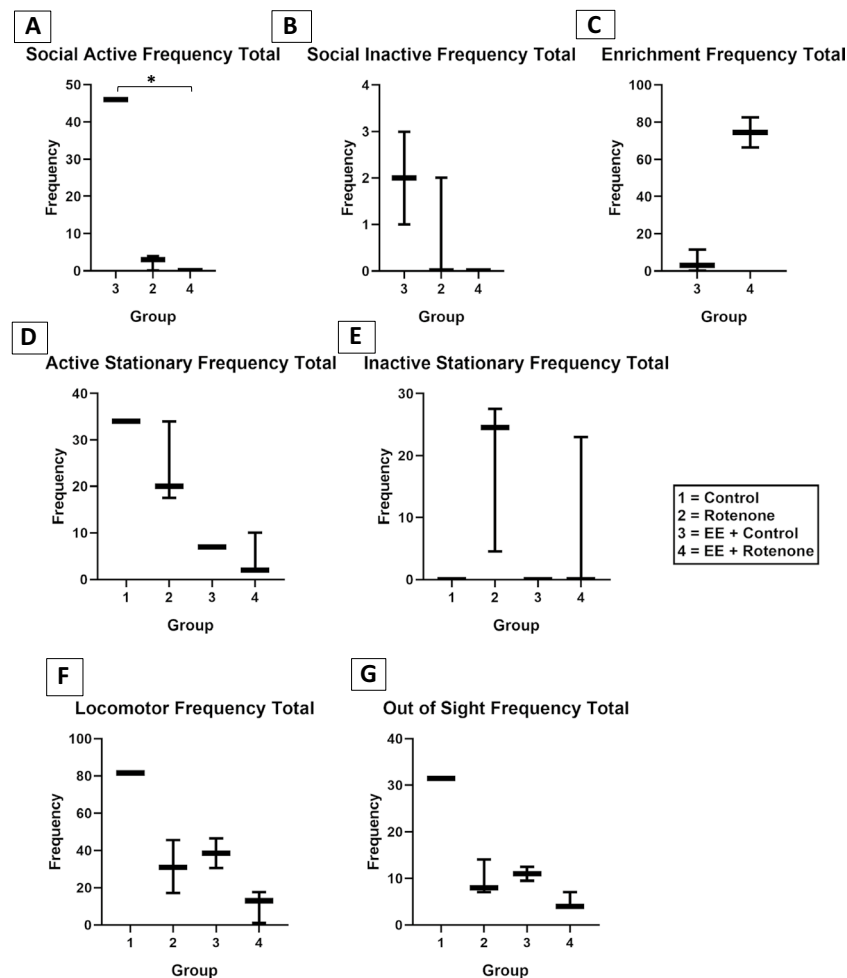 A
Social Active Frequency Total
Frequency
50
40
30
20
10
0
*
3 2 4
Group
B
Social Inactive Frequency Total
Frequency
4
3
2
1
0
3 2 4
Group
C
Enrichment Frequency Total
Frequency
100
80
60
40
20
0
3 4
Group
D
Active Stationary Frequency Total
Frequency
40
30
20
10
0
1 2 3 4
Group
E
Inactive Stationary Frequency Total
Frequency
30
20
10
0
1 2 3 4
Group
1 = Control
2 = Rotenone
3 = EE + Control
4 = EE + Rotenone
F
Locomotor Frequency Total
Frequency
100
80
60
40
20
0
1 2 3 4
Group
G
Out of Sight Frequency Total
Frequency
40
30
20
10
0
1 2 3 4
Group